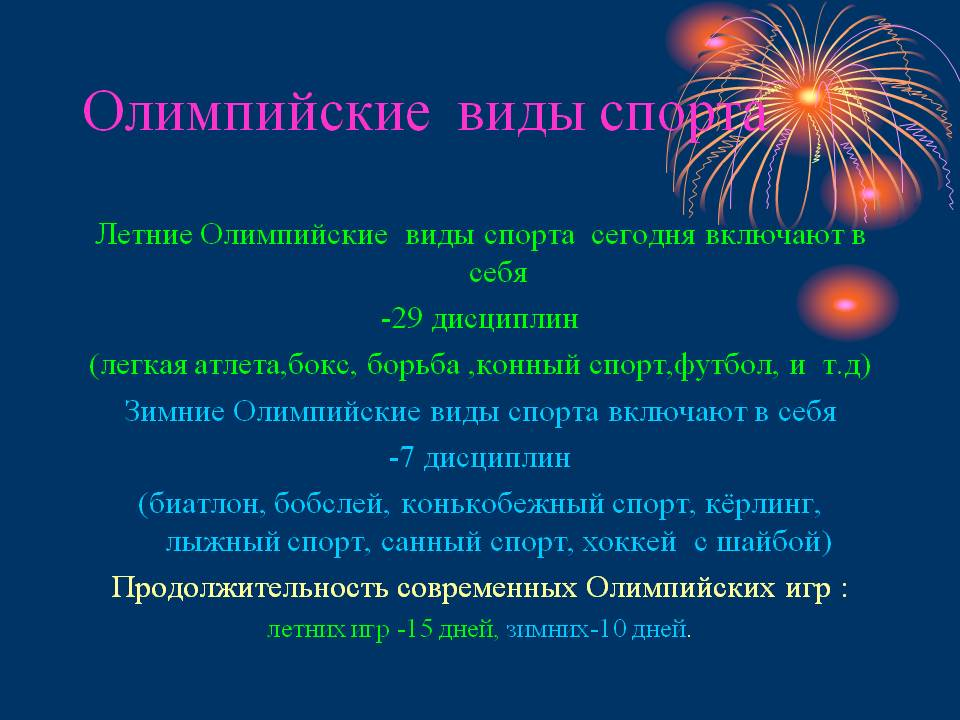 Олимпийские виды спорта
Летние Олимпийские виды спорта сегодня включают в
себя
-29 дисциплин
(легкая атлета,бокс, борьба ,конный спорт,футбол, и т.д)
Зимние Олимпийские виды спорта включают в себя
-7 дисциплин
(биатлон, бобслей, конькобежный спорт, кёрлинг,
лыжный спорт, санный спорт, хоккей с шайбой)
Продолжительность современных Олимпийских игр :
летних игр -15 дней, зимних-10 дней.